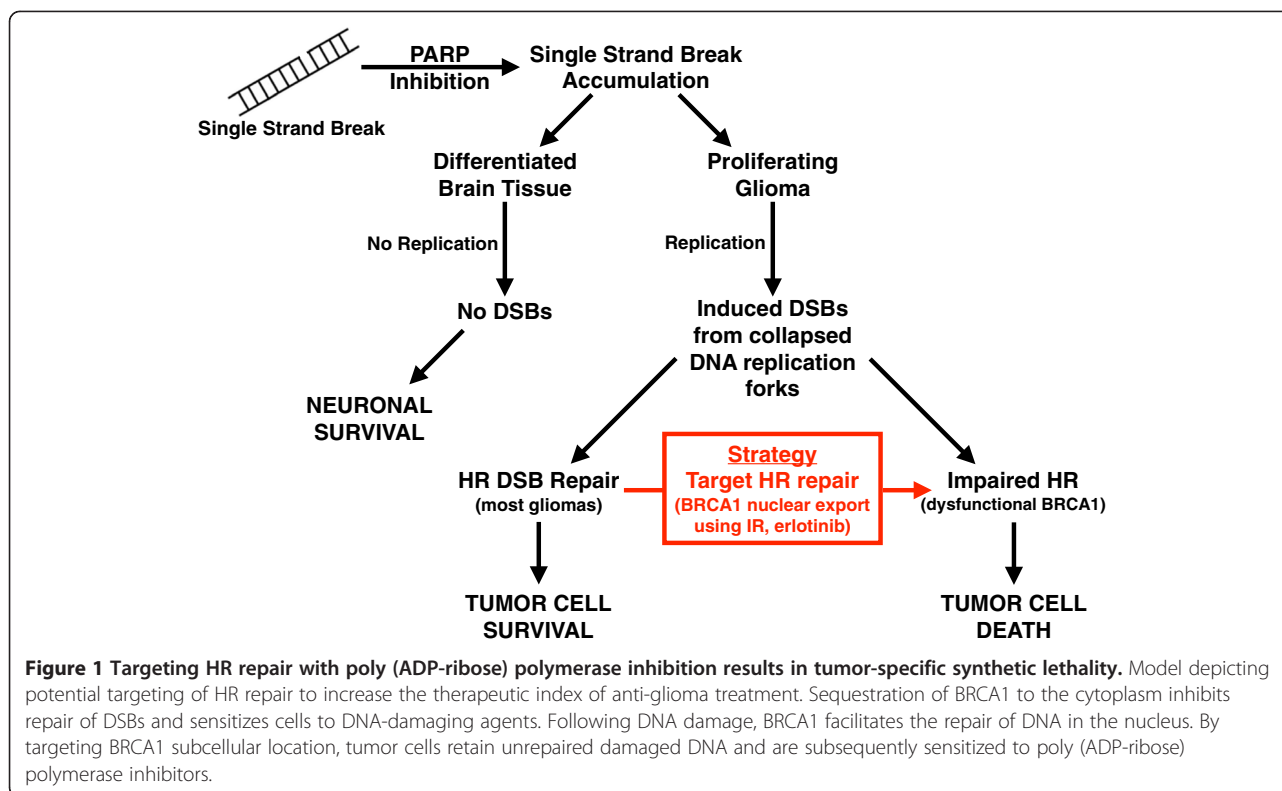 PARP
Inhibition
Single Strand Break
Accumulation
Single Strand Break
Differentiated
Brain Tissue
Proliferating
Glioma
No Replication
Replication
No DSBs
Induced DSBs
from collapsed
DNA replication
forks
NEURONAL
SURVIVAL
HR DSB Repair
(most gliomas)
Strategy
Target HR repair
(BRCA1 nuclear export
using IR, erlotinib)
Impaired HR
(dysfunctional BRCA1)
TUMOR CELL
SURVIVAL
TUMOR CELL
DEATH
Figure 1 Targeting HR repair with poly (ADP-ribose) polymerase inhibition results in tumor-specific synthetic lethality. Model depicting
potential targeting of HR repair to increase the therapeutic index of anti-glioma treatment. Sequestration of BRCA1 to the cytoplasm inhibits
repair of DSBs and sensitizes cells to DNA-damaging agents. Following DNA damage, BRCA1 facilitates the repair of DNA in the nucleus. By
targeting BRCA1 subcellular location, tumor cells retain unrepaired damaged DNA and are subsequently sensitized to poly (ADP-ribose)
polymerase inhibitors.